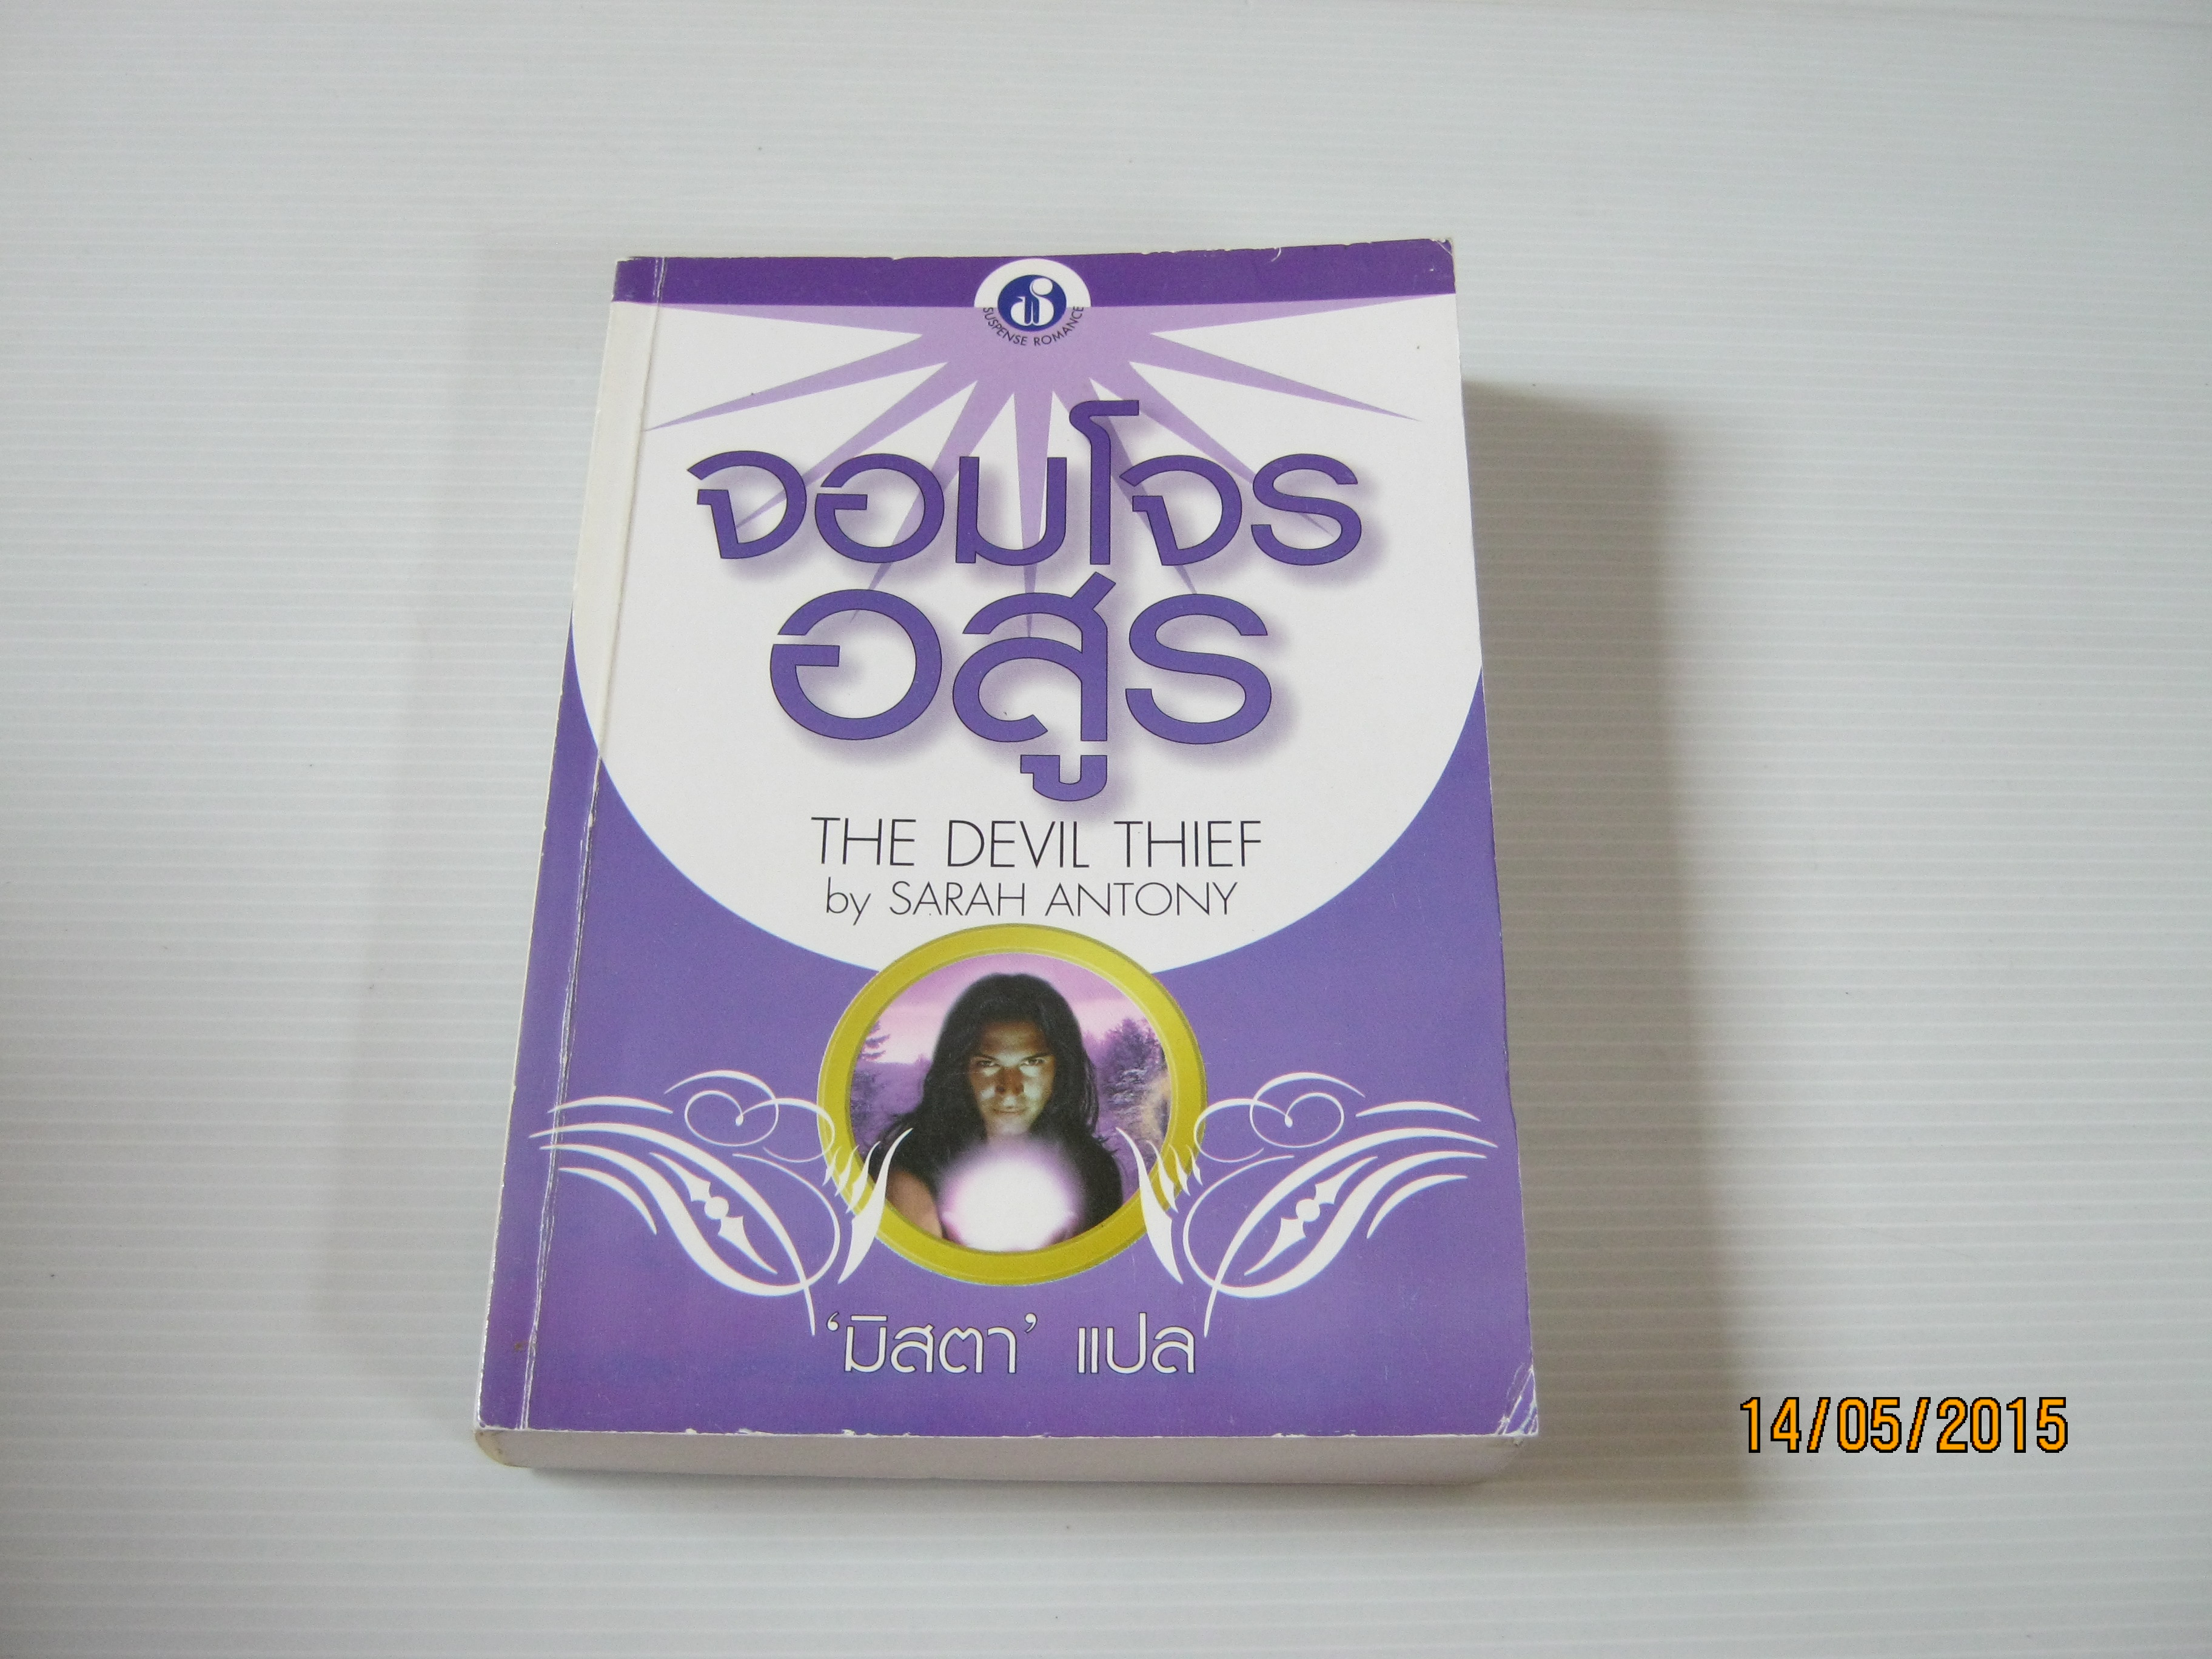 SUSPENSE ROMANCE
จอมโจร
อสูร
THE DEVIL THIEF
by SARAH ANTONY
‘มิสตา’ แปล
14/05/2015